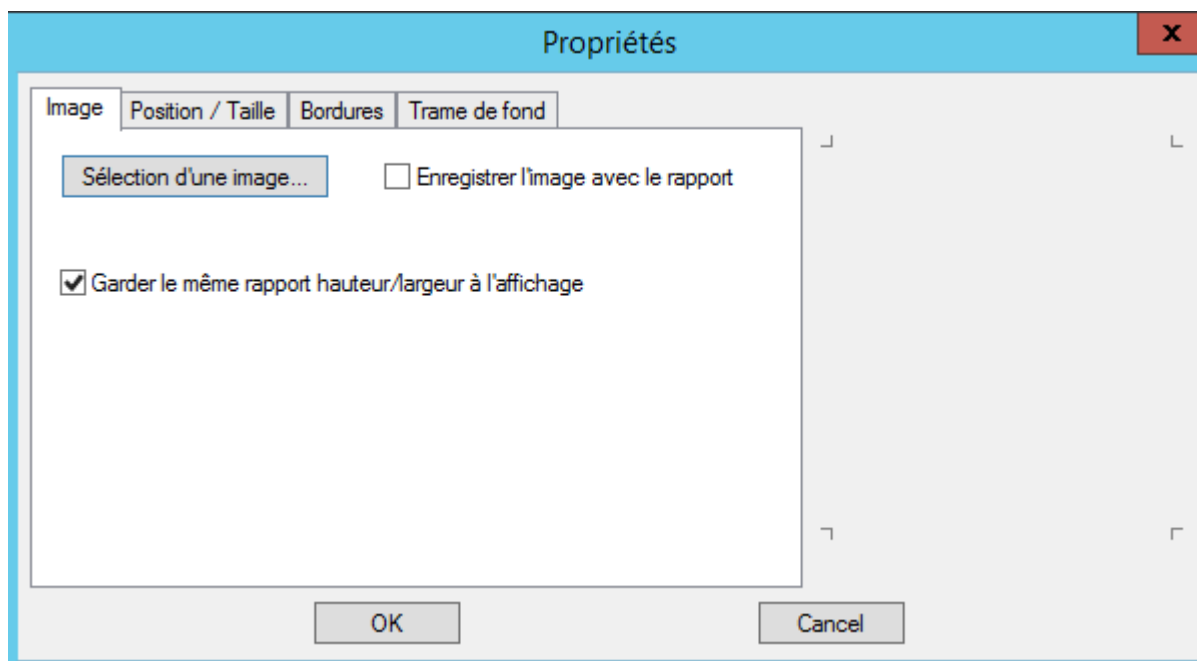 Propriétés
x
Image Position / Taille Bordures Trame de fond
Sélection d'une image... Enregistrer l'image avec le rapport
Garder le même rapport hauteur/largeur à l'affichage
OK Cancel